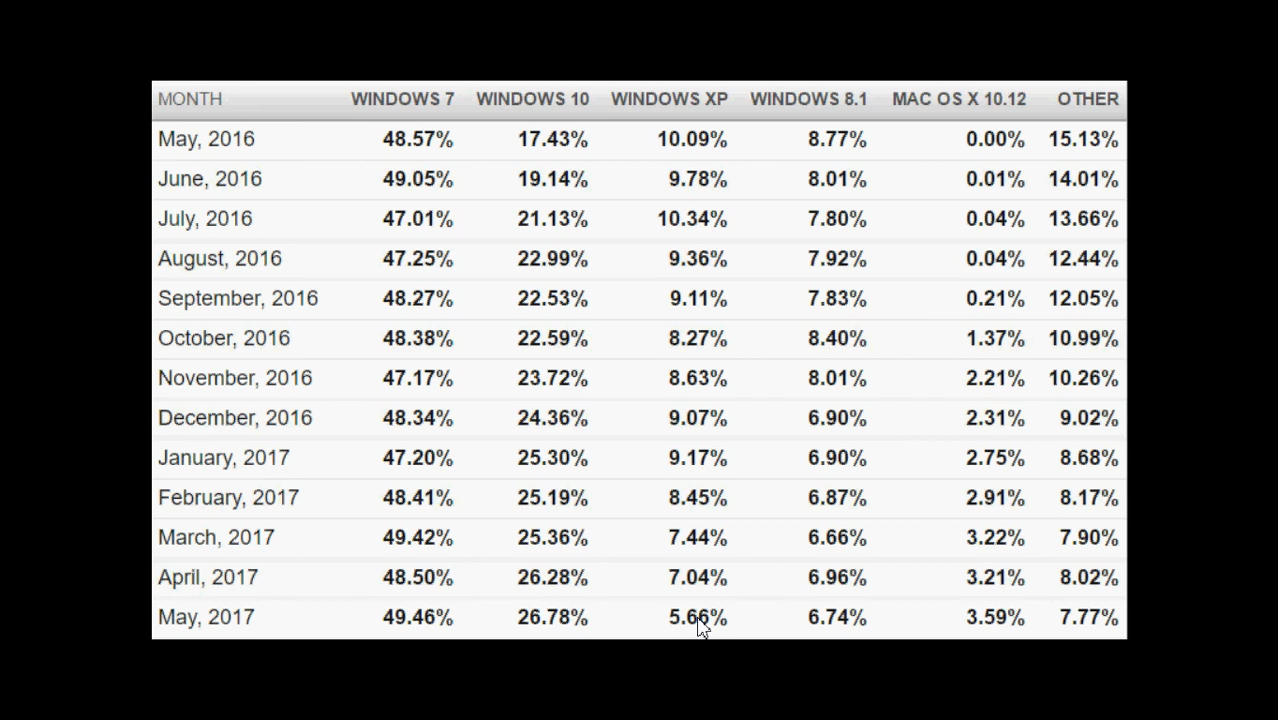 MONTH WINDOWS 7 WINDOWS 10 WINDOWS XP WINDOWS 8.1 MAC OS X 10.12 OTHER
May, 2016 48.57% 17.43% 10.09% 8.77% 0.00% 15.13%
June, 2016 49.05% 19.14% 9.78% 8.01% 0.01% 14.01%
July, 2016 47.01% 21.13% 10.34% 7.80% 0.04% 13.66%
August, 2016 47.25% 22.99% 9.36% 7.92% 0.04% 12.44%
September, 2016 48.27% 22.53% 9.11% 7.83% 0.21% 12.05%
October, 2016 48.38% 22.59% 8.27% 8.40% 1.37% 10.99%
November, 2016 47.17% 23.72% 8.63% 8.01% 2.21% 10.26%
December, 2016 48.34% 24.36% 9.07% 6.90% 2.31% 9.02%
January, 2017 47.20% 25.30% 9.17% 6.90% 2.75% 8.68%
February, 2017 48.41% 25.19% 8.45% 6.87% 2.91% 8.17%
March, 2017 49.42% 25.36% 7.44% 6.66% 3.22% 7.90%
April, 2017 48.50% 26.28% 7.04% 6.96% 3.21% 8.02%
May, 2017 49.46% 26.78% 5.66% 6.74% 3.59% 7.77%